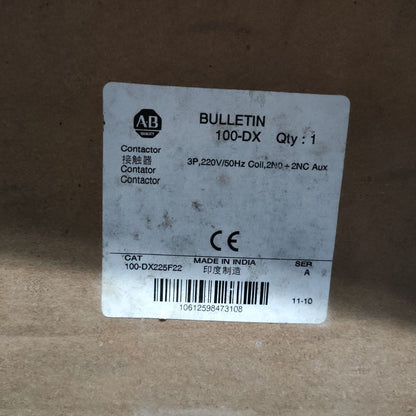 AB
QUALITY
BULLETIN
100-DX Qty : 1
Contactor
接触器
Contator
Contactor
3P,220V/50Hz Coil,2NO + 2NC Aux
CE
CAT
100-DX225F22
MADE IN INDIA
印度制造
SER
A
10612598473108
11-10